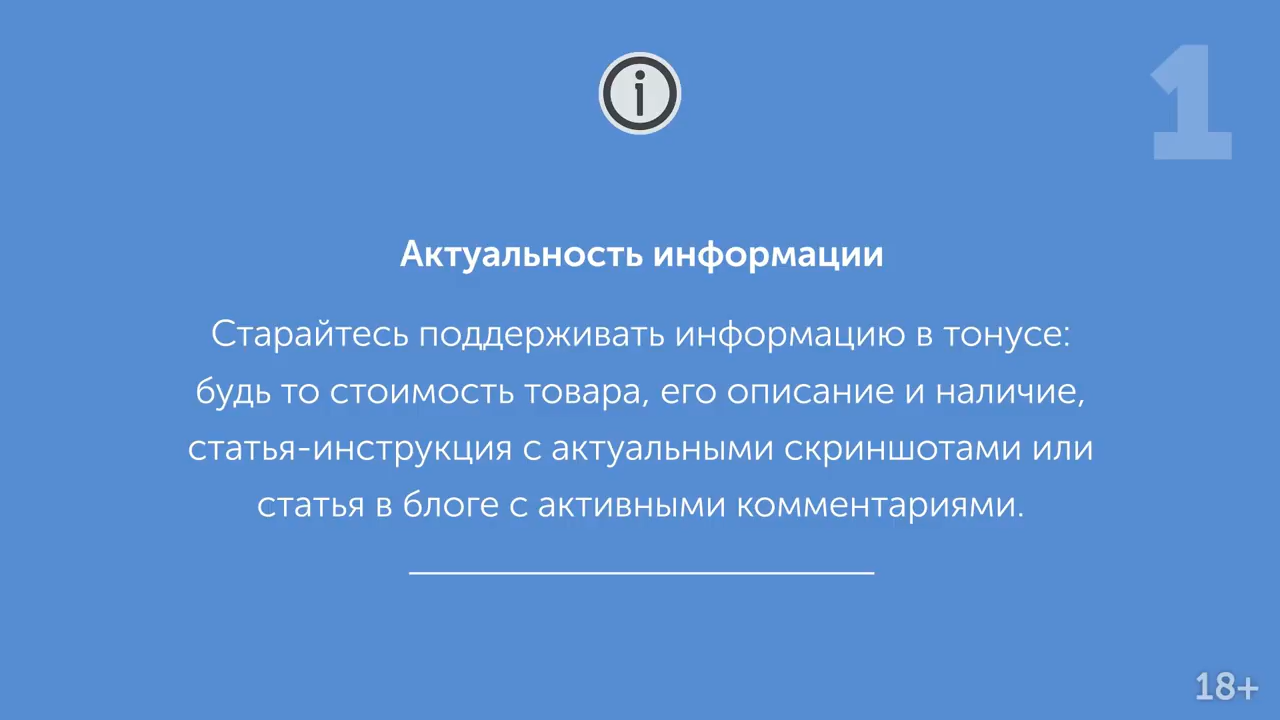 i
1
Актуальность информации
Старайтесь поддерживать информацию в тонусе:
будь то стоимость товара, его описание и наличие,
статья-инструкция с актуальными скриншотами или
статья в блоге с активными комментариями.
18+